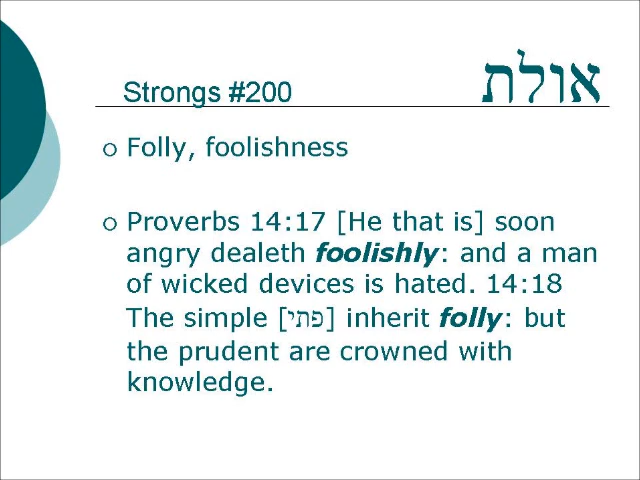 Strongs #200 אולת
Folly, foolishness
Proverbs 14:17 [He that is] soon
angry dealeth foolishly: and a man
of wicked devices is hated. 14:18
The simple [פתי] inherit folly: but
the prudent are crowned with
knowledge.